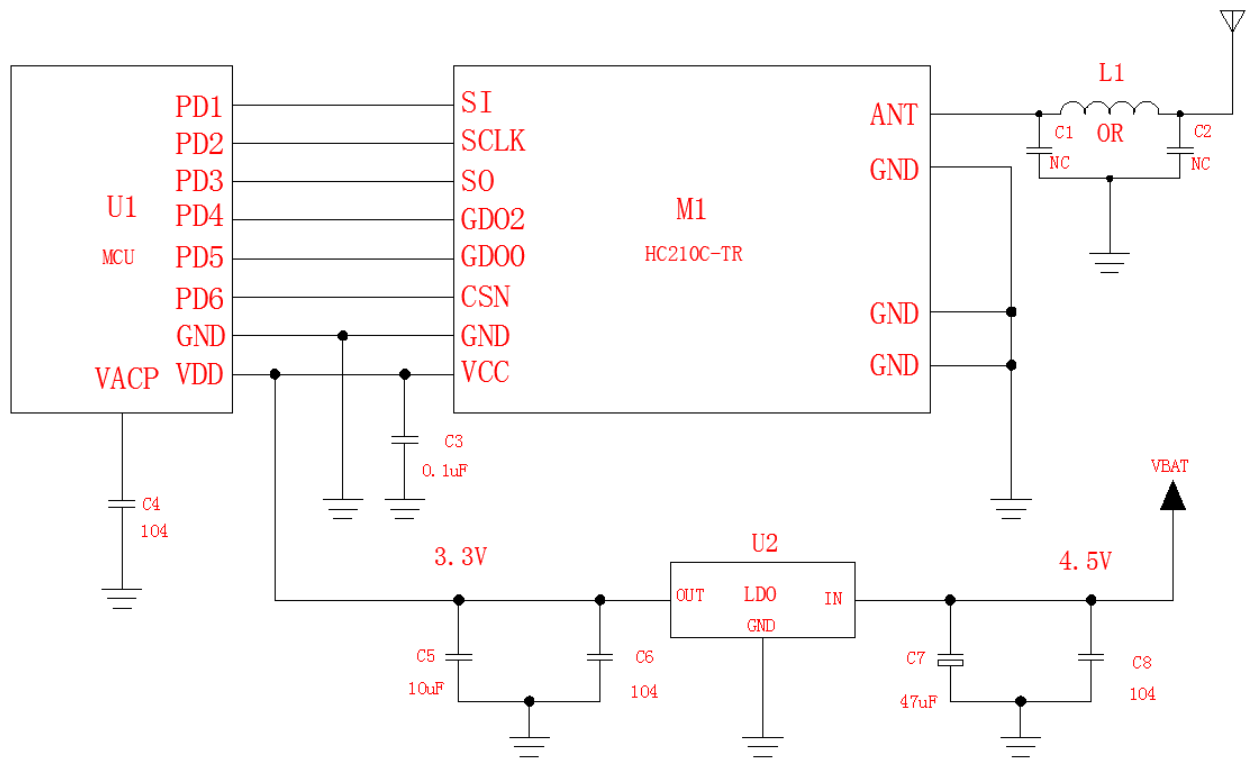 L1
PD1
SI
ANT
C1
OR
C2
PD2
SCLK
NC
NC
PD3
SO
GND
U1
PD4
GDO2
M1
MCU
PD5
GDO0
HC210C-TR
PD6
CSN
GND
GND
GND
VACP
VDD
VCC
GND
C3
0.1uF
VBAT
C4
104
3.3V
U2
4.5V
OUT
LDO
IN
GND
C5
C6
C7
C8
10uF
104
47uF
104